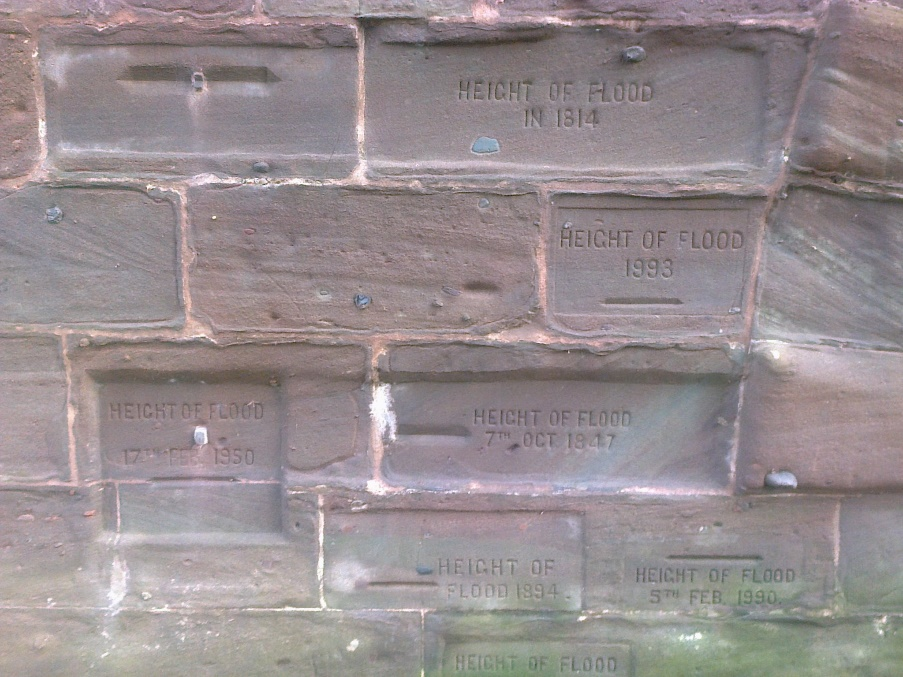 HEIGHT OF FLOOD
IN 1814
HEIGHT OF FLOOD
1993
HEIGHT OF FLOOD
17TH FEB 1950
HEIGHT OF FLOOD
7TH OCT 1847
HEIGHT OF
FLOOD 1894.
HEIGHT OF FLOOD
5TH FEB. 1990.
HEIGHT OF FLOOD